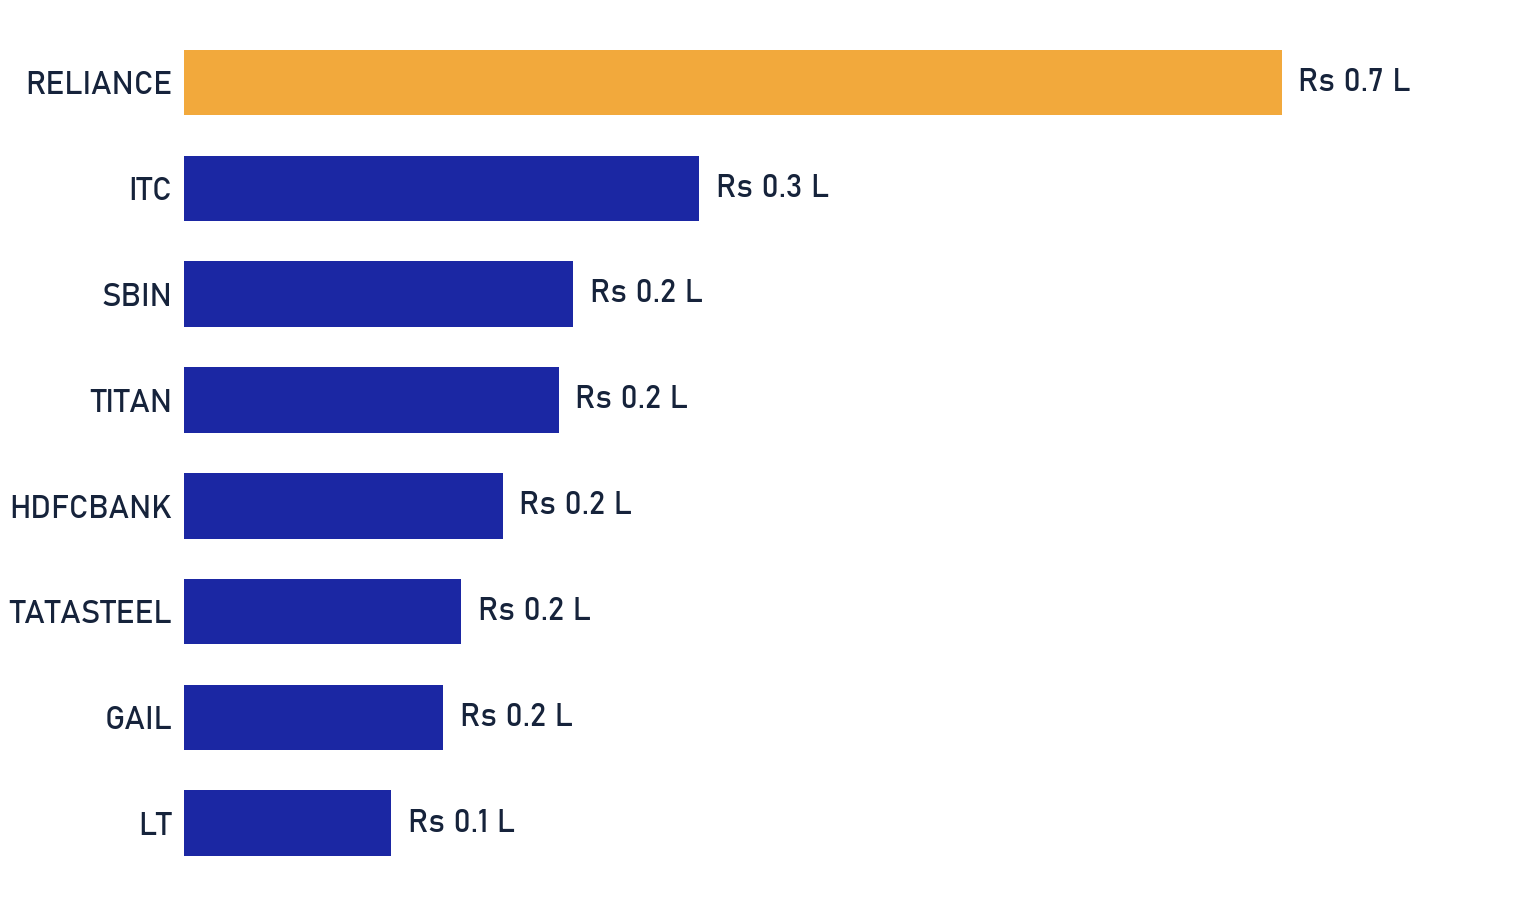 RELIANCE Rs 0.7 L
ITC Rs 0.3 L
SBIN Rs 0.2 L
TITAN Rs 0.2 L
HDFCBANK Rs 0.2 L
TATASTEEL Rs 0.2 L
GAIL Rs 0.2 L
LT Rs 0.1 L